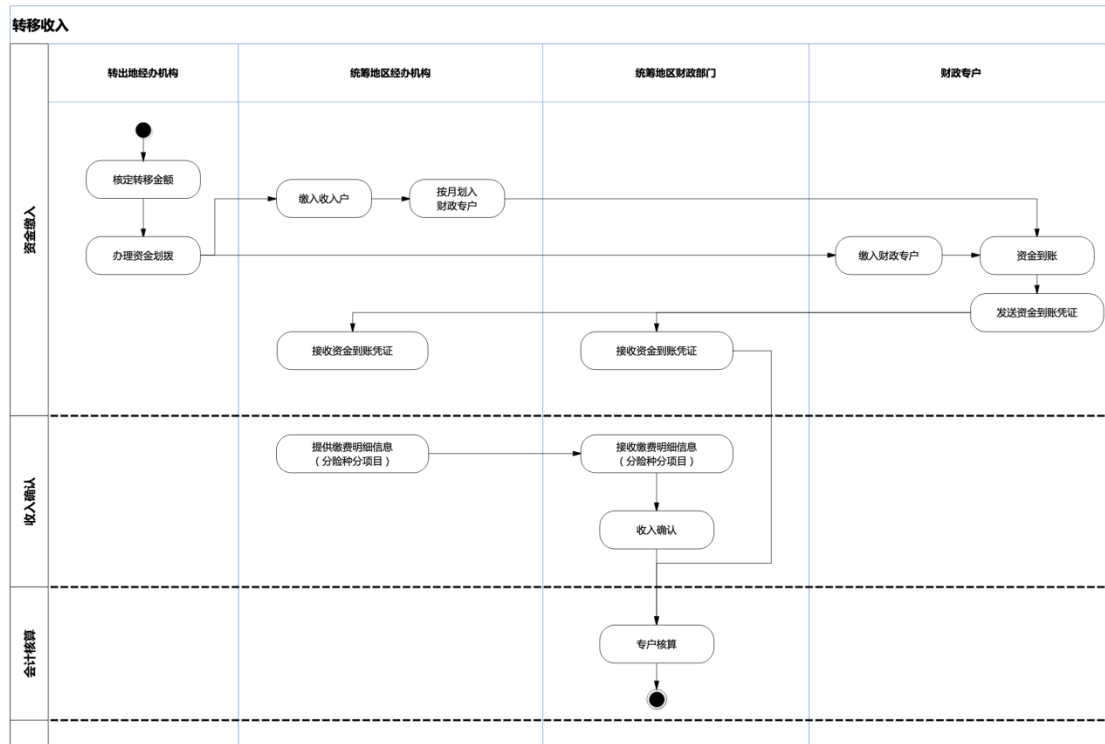 转移收入
转出地经办机构
统筹地区经办机构
统筹地区财政部门
财政专户
资金缴入
核定转移金额
缴入收入户
按月划入
财政专户
办理资金划拨
缴入财政专户
资金到账
发送资金到账凭证
接收资金到账凭证
接收资金到账凭证
收入确认
提供缴费明细信息
（分险种分项目）
接收缴费明细信息
（分险种分项目）
收入确认
会计核算
专户核算